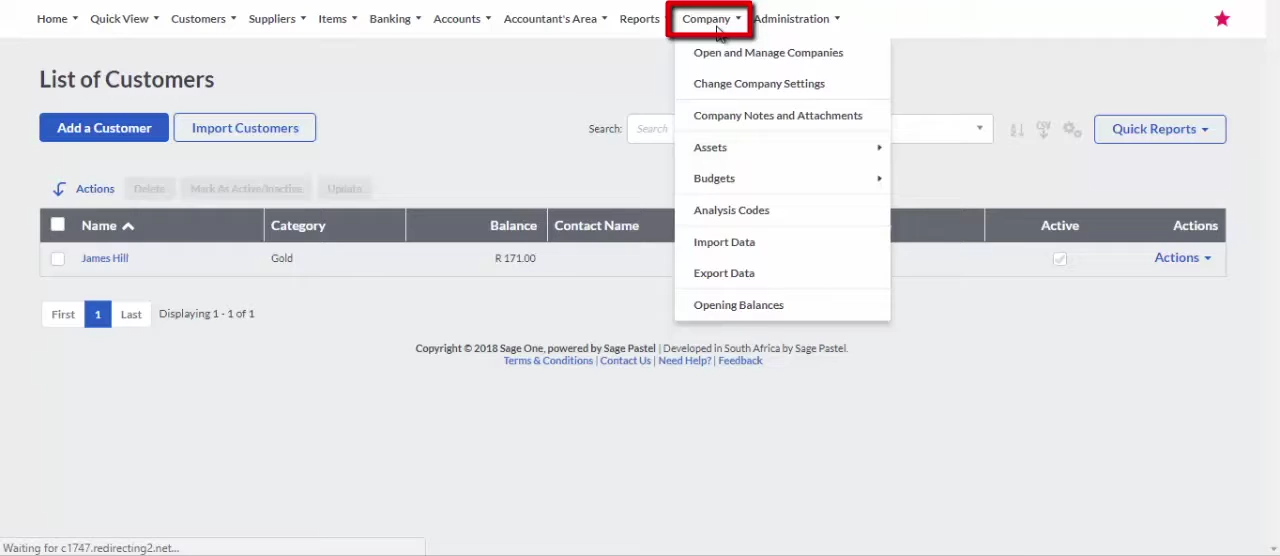 Home Quick View Customers Suppliers Items Banking Accounts Accountant's Area Reports Company Administration
Open and Manage Companies
List of Customers
Change Company Settings
Add a Customer Import Customers Search: Search Company Notes and Attachments Quick Reports
Assets
Budgets
Actions Delete Mark As Active/Inactive Update
Analysis Codes
Name Category Balance Contact Name Active Actions
Import Data
James Hill Gold R 171.00 Actions
Export Data
Opening Balances
First 1 Last Displaying 1 - 1 of 1
Copyright © 2018 Sage One, powered by Sage Pastel | Developed in South Africa by Sage Pastel.
Terms & Conditions | Contact Us | Need Help? | Feedback
Waiting for c1747.redirecting2.net...